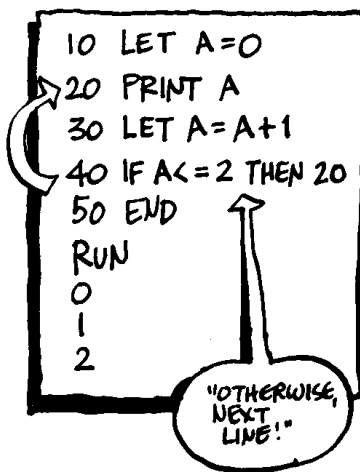 10 LET A=0
20 PRINT A
30 LET A=A+1
40 IF A<=2 THEN 20
50 END
RUN
0
1
2
"OTHERWISE,
NEXT
LINE!"